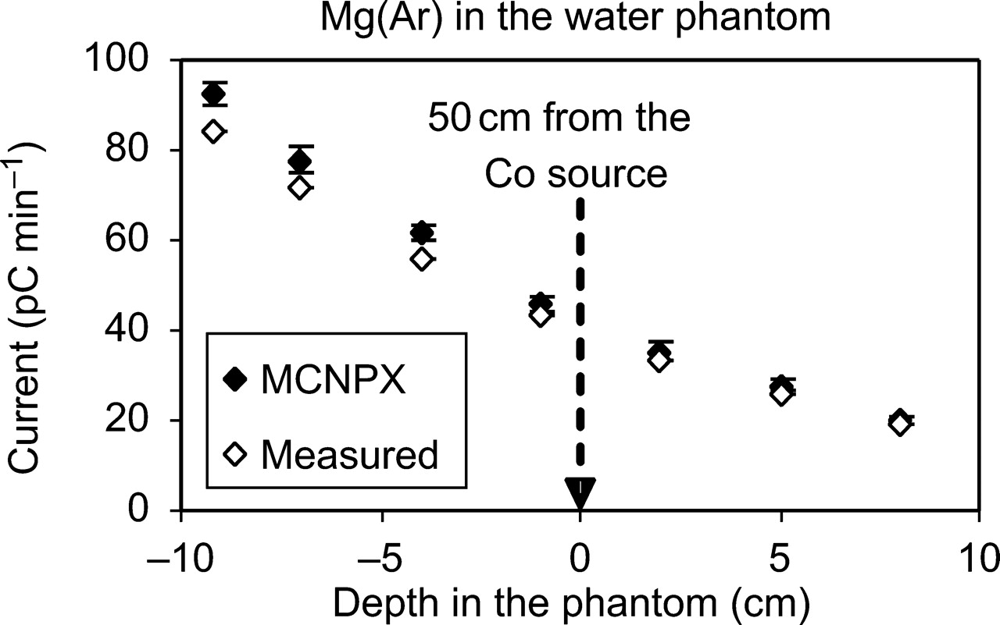 Mg(Ar) in the water phantom
100
80
60
40
20
0
Current (pC min⁻¹)
50 cm from the
Co source
MCNPX
Measured
–10
–5
0
5
10
Depth in the phantom (cm)